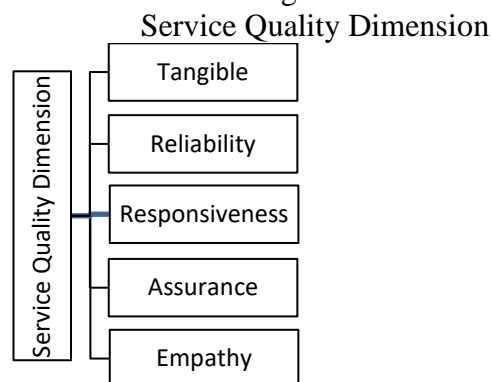 Service Quality Dimension
Service Quality Dimension
Tangible
Reliability
Responsiveness
Assurance
Empathy